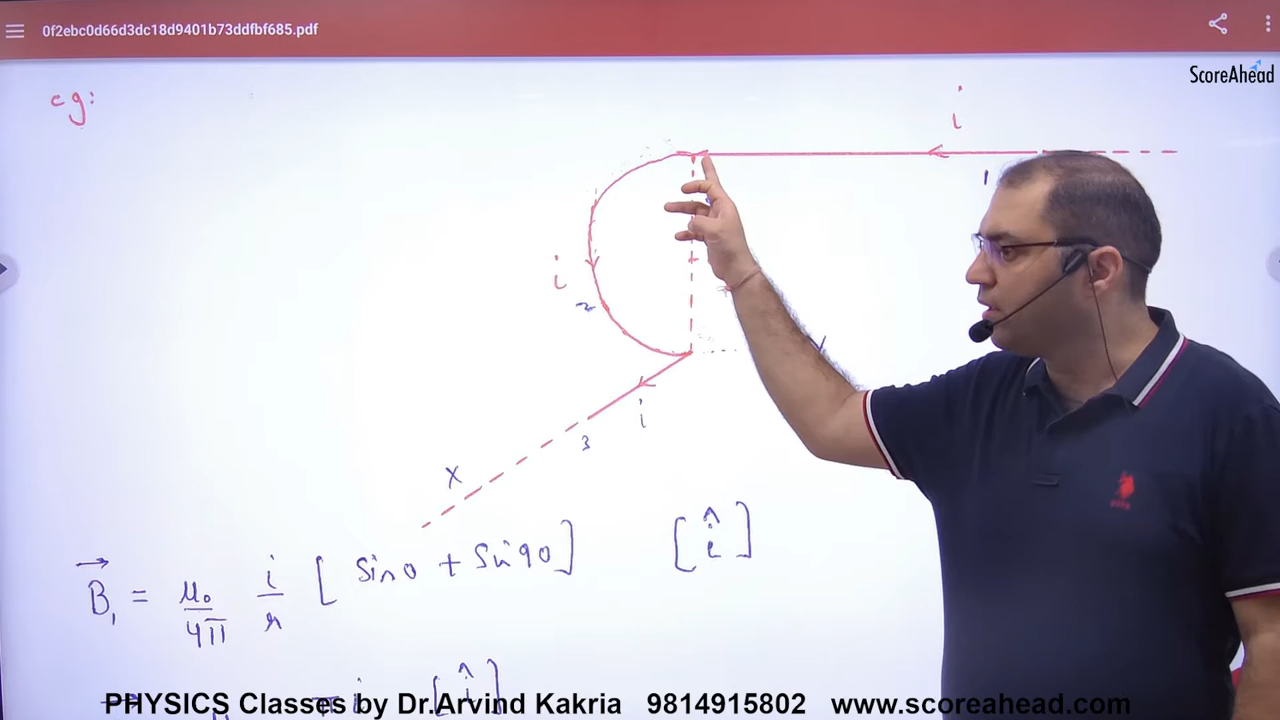 0f2ebc0d66d3dc18d9401b73ddfbf685.pdf
ScoreAhead
eg:
i
1
i
2
i
3
X
Y
B₁ = μ₀/4π i/r [ Sin0 + Sin90 ] [ î ]
π i [ î ]
PHYSICS Classes by Dr.Arvind Kakria 9814915802 www.scoreahead.com